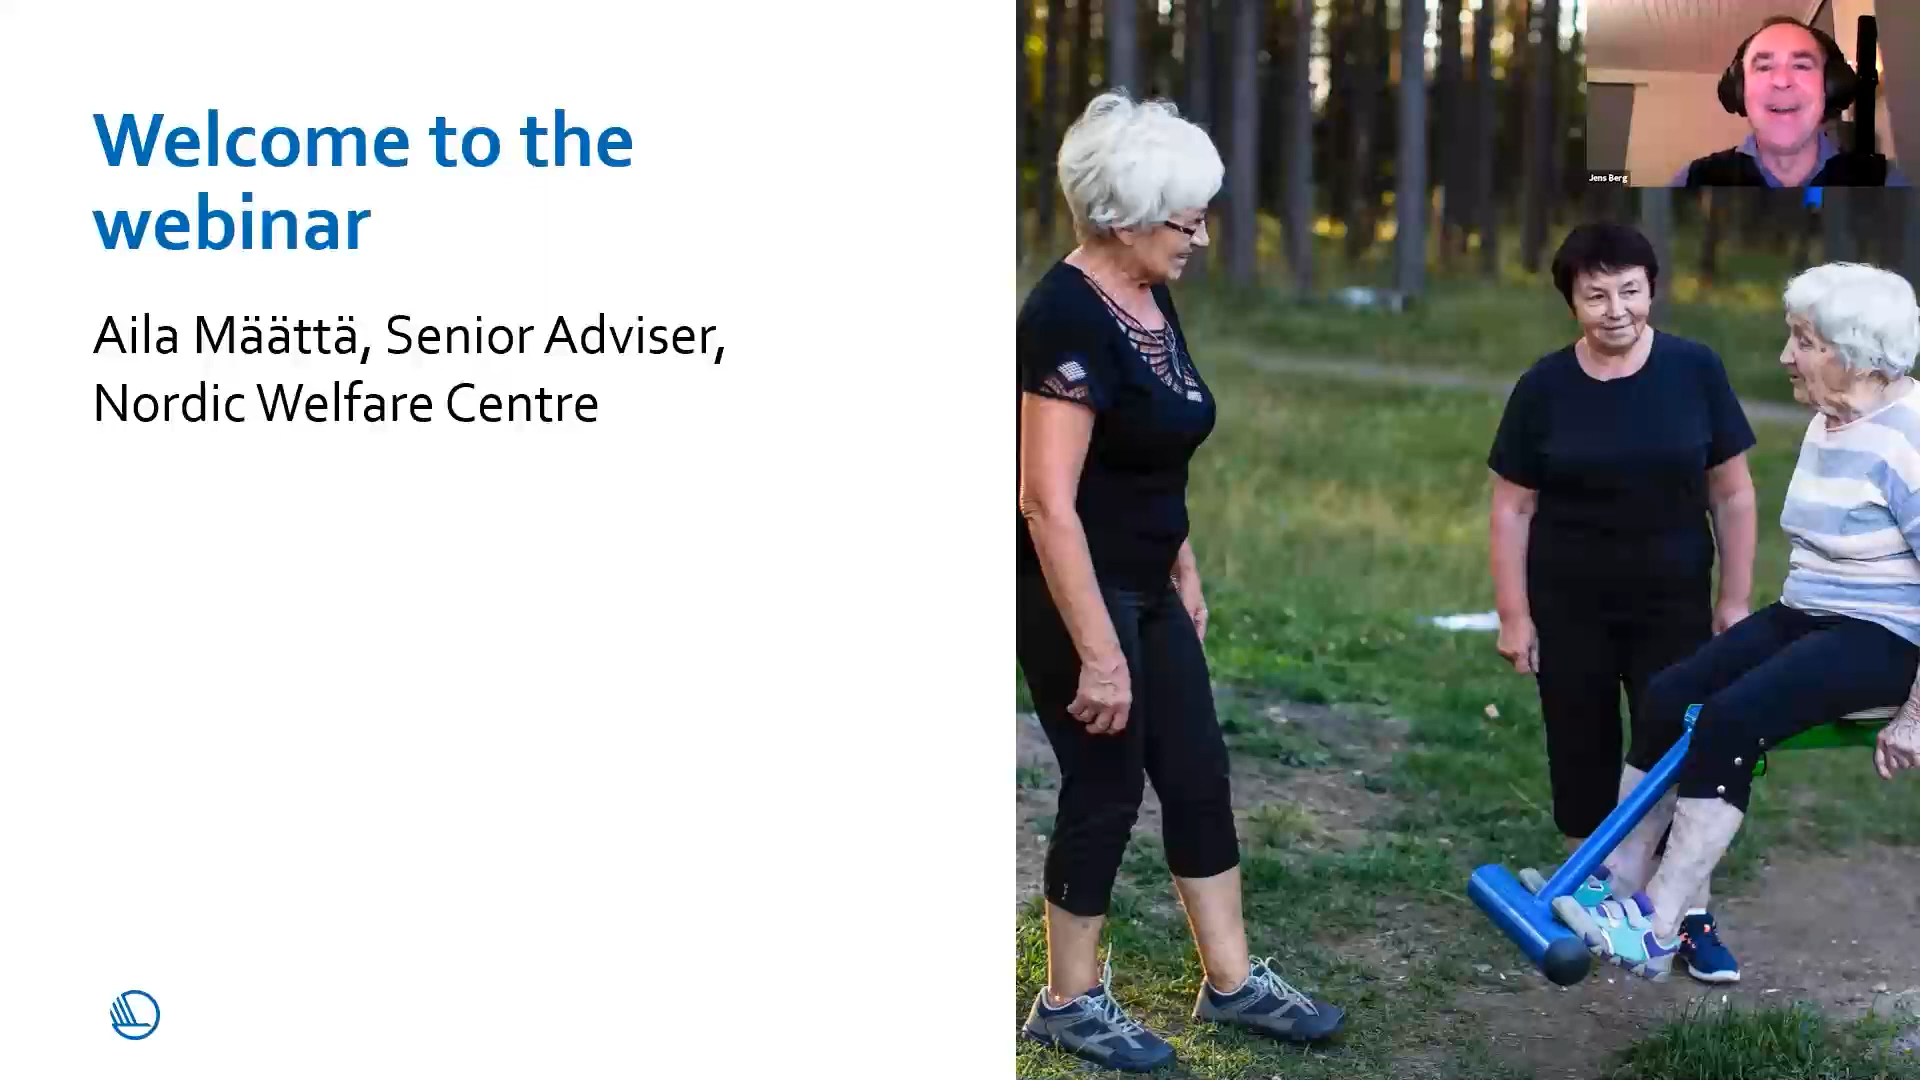 Welcome to the
webinar
Aila Määttä, Senior Adviser,
Nordic Welfare Centre
Jens Berg